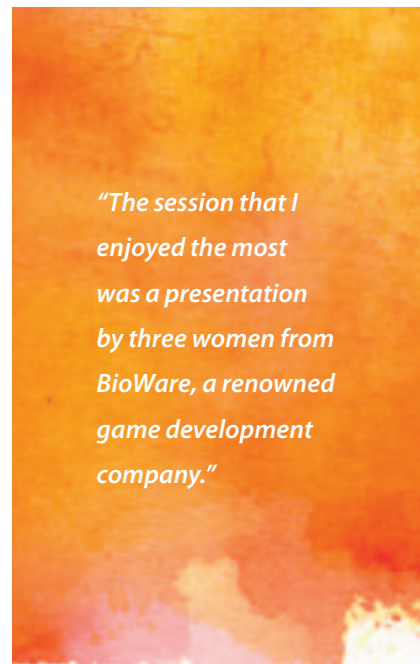 “The session that I
enjoyed the most
was a presentation
by three women from
BioWare, a renowned
game development
company.”